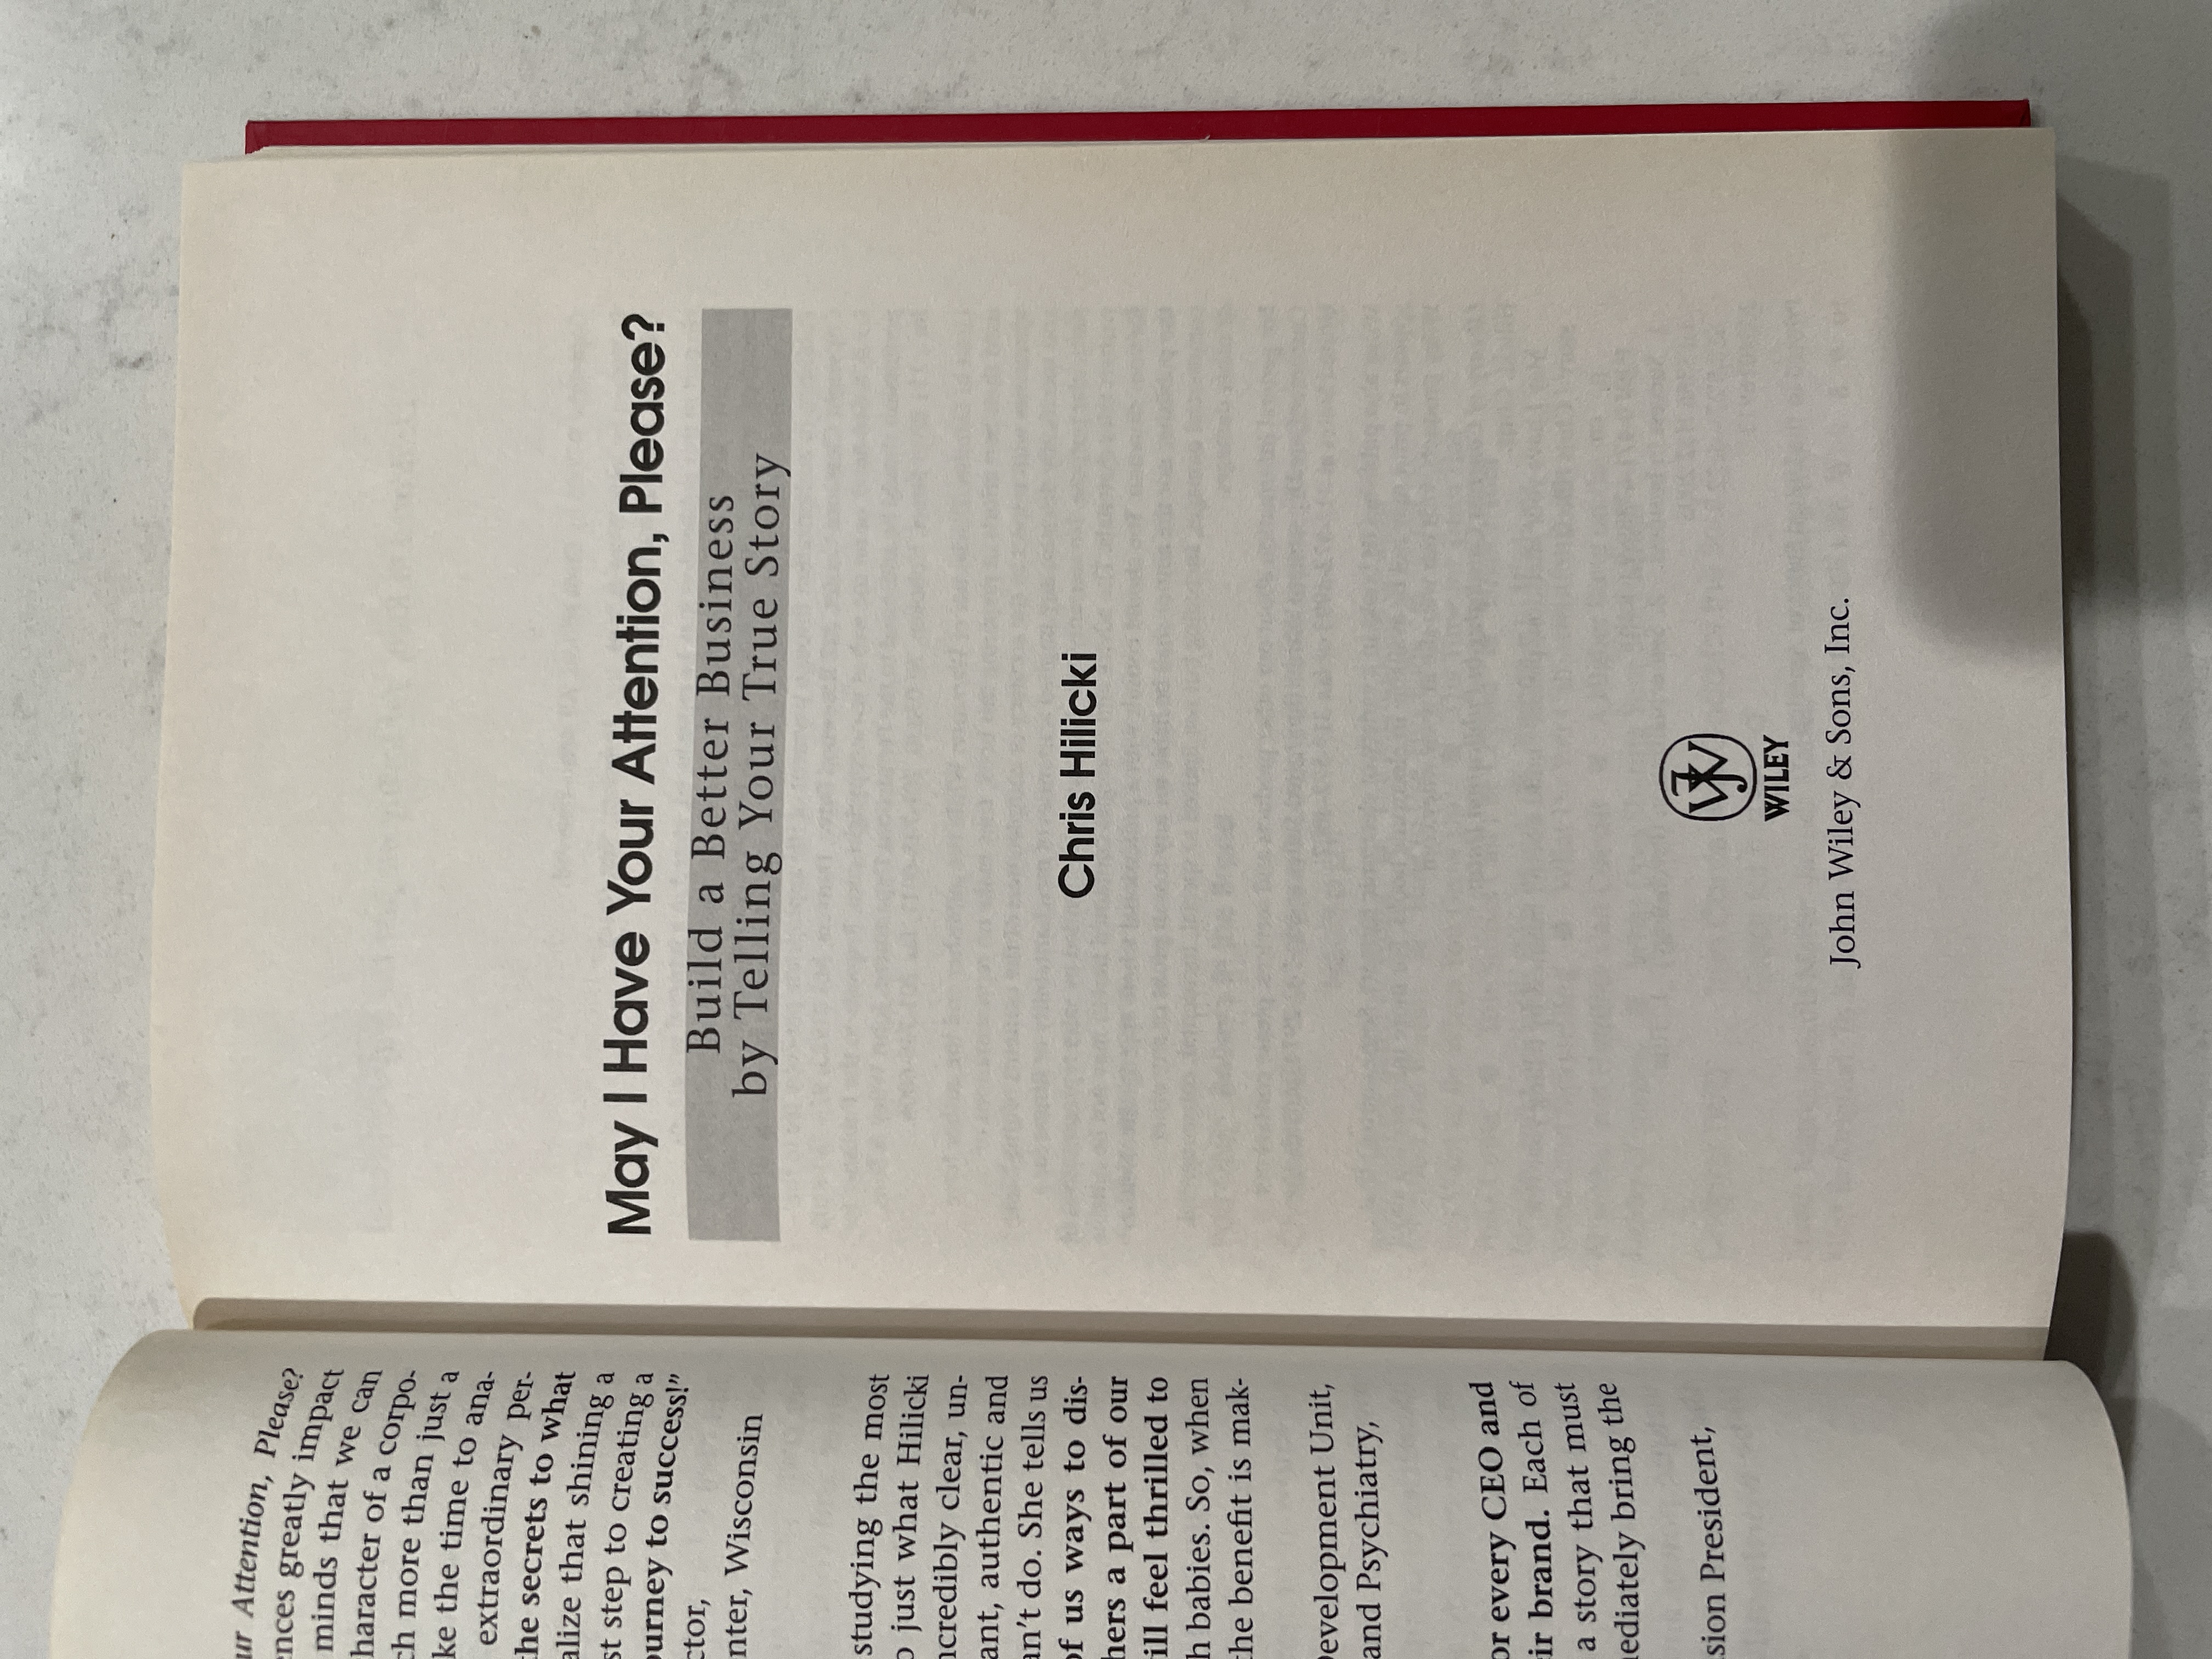 ur Attention, Please?
ences greatly impact
minds that we can
haracter of a corpo-
ch more than just a
ke the time to ana-
extraordinary per-
the secrets to what
alize that shining a
st step to creating a
ourney to success!”
ctor,
nter, Wisconsin
studying the most
o just what Hilicki
ncredibly clear, un-
ant, authentic and
an’t do. She tells us
of us ways to dis-
hers a part of our
ill feel thrilled to
h babies. So, when
the benefit is mak-
Development Unit,
and Psychiatry,
or every CEO and
ir brand. Each of
a story that must
nediately bring the
sion President,
May I Have Your Attention, Please?
Build a Better Business
by Telling Your True Story
Chris Hilicki
WILEY
John Wiley & Sons, Inc.